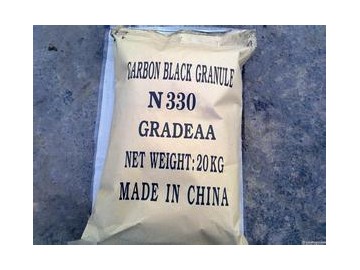 CARBON BLACK GRANULE
N330
GRADEAA
NET WEIGHT:20KG
MADE IN CHINA